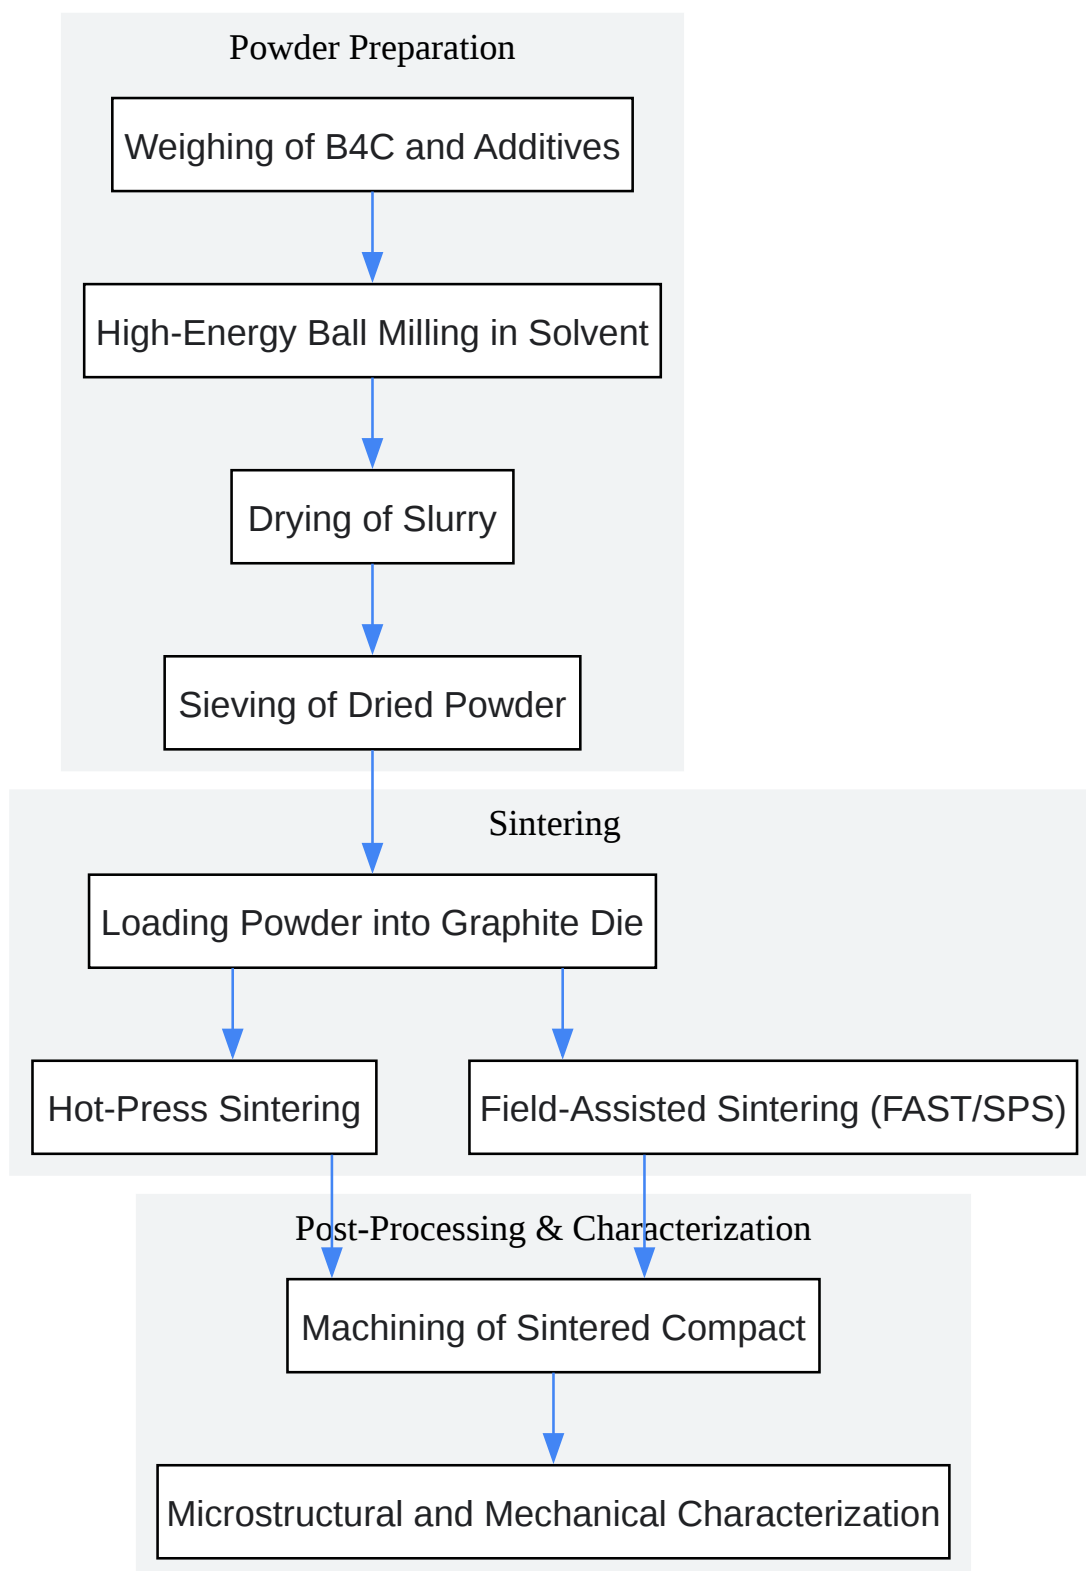 Powder Preparation
Weighing of B4C and Additives
High-Energy Ball Milling in Solvent
Drying of Slurry
Sieving of Dried Powder
Sintering
Loading Powder into Graphite Die
Hot-Press Sintering
Field-Assisted Sintering (FAST/SPS)
Post-Processing & Characterization
Machining of Sintered Compact
Microstructural and Mechanical Characterization